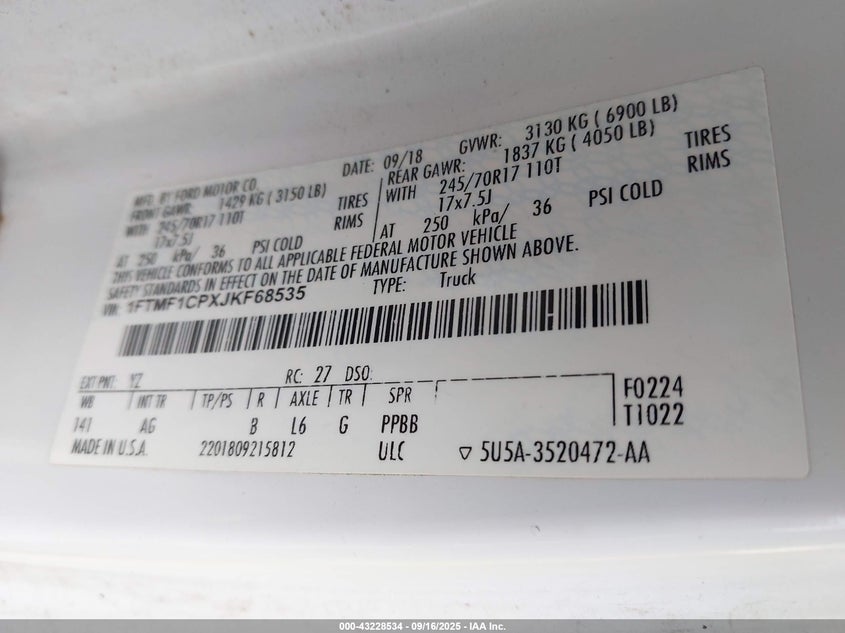 MFD. BY FORD MOTOR CO. DATE: 09/18 GVWR: 3130 KG ( 6900 LB)
FRONT GAWR: 1429 KG ( 3150 LB) REAR GAWR: 1837 KG ( 4050 LB)
WITH 245/70R17 110T TIRES WITH 245/70R17 110T TIRES
17x7.5J RIMS 17x7.5J RIMS
AT 250 kPa/ 36 PSI COLD AT 250 kPa/ 36 PSI COLD
THIS VEHICLE CONFORMS TO ALL APPLICABLE FEDERAL MOTOR VEHICLE
SAFETY STANDARDS IN EFFECT ON THE DATE OF MANUFACTURE SHOWN ABOVE.
VIN: 1FTMF1CPXJKF68535 TYPE: Truck
EXT PNT: YZ RC: 27 DSO:
WB INT TR TP/PS R AXLE TR SPR F0224
141 AG B L6 G PPBB T1022
MADE IN U.S.A. 2201809215812 ULC ▽ 5U5A-3520472-AA
000-43228534 - 09/16/2025 - IAA Inc.